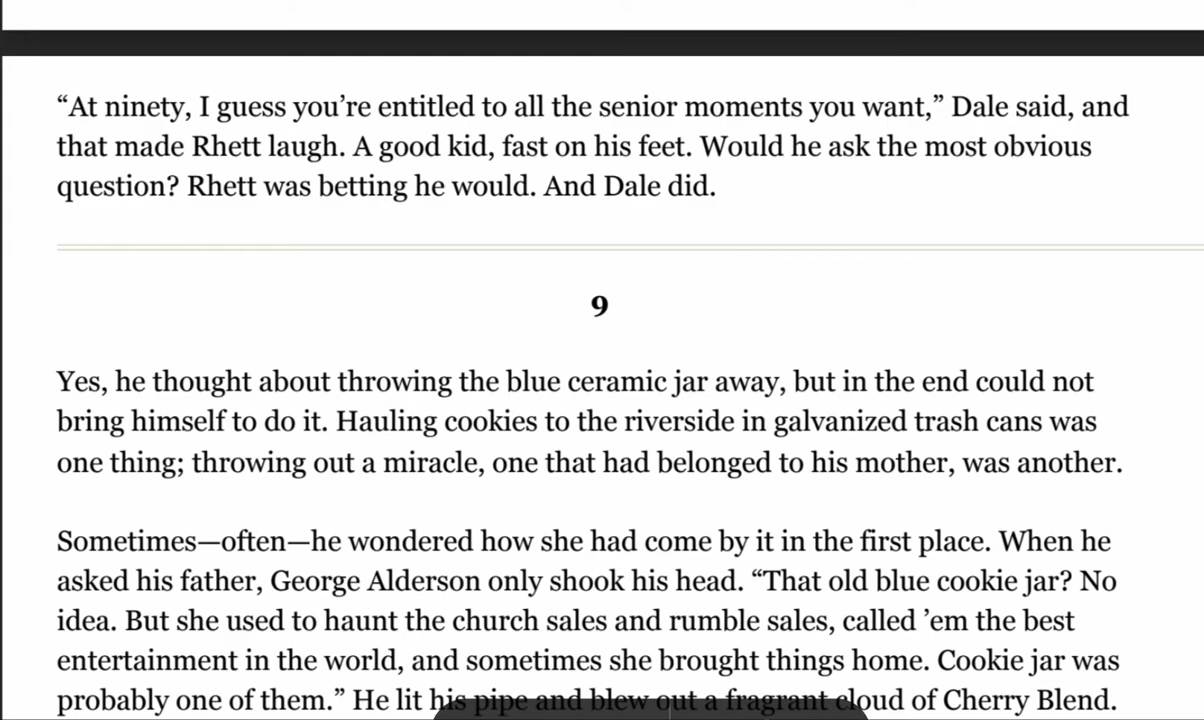 “At ninety, I guess you’re entitled to all the senior moments you want,” Dale said, and
that made Rhett laugh. A good kid, fast on his feet. Would he ask the most obvious
question? Rhett was betting he would. And Dale did.
9
Yes, he thought about throwing the blue ceramic jar away, but in the end could not
bring himself to do it. Hauling cookies to the riverside in galvanized trash cans was
one thing; throwing out a miracle, one that had belonged to his mother, was another.
Sometimes—often—he wondered how she had come by it in the first place. When he
asked his father, George Alderson only shook his head. “That old blue cookie jar? No
idea. But she used to haunt the church sales and rumble sales, called ’em the best
entertainment in the world, and sometimes she brought things home. Cookie jar was
probably one of them.” He lit his pipe and blew out a fragrant cloud of Cherry Blend.